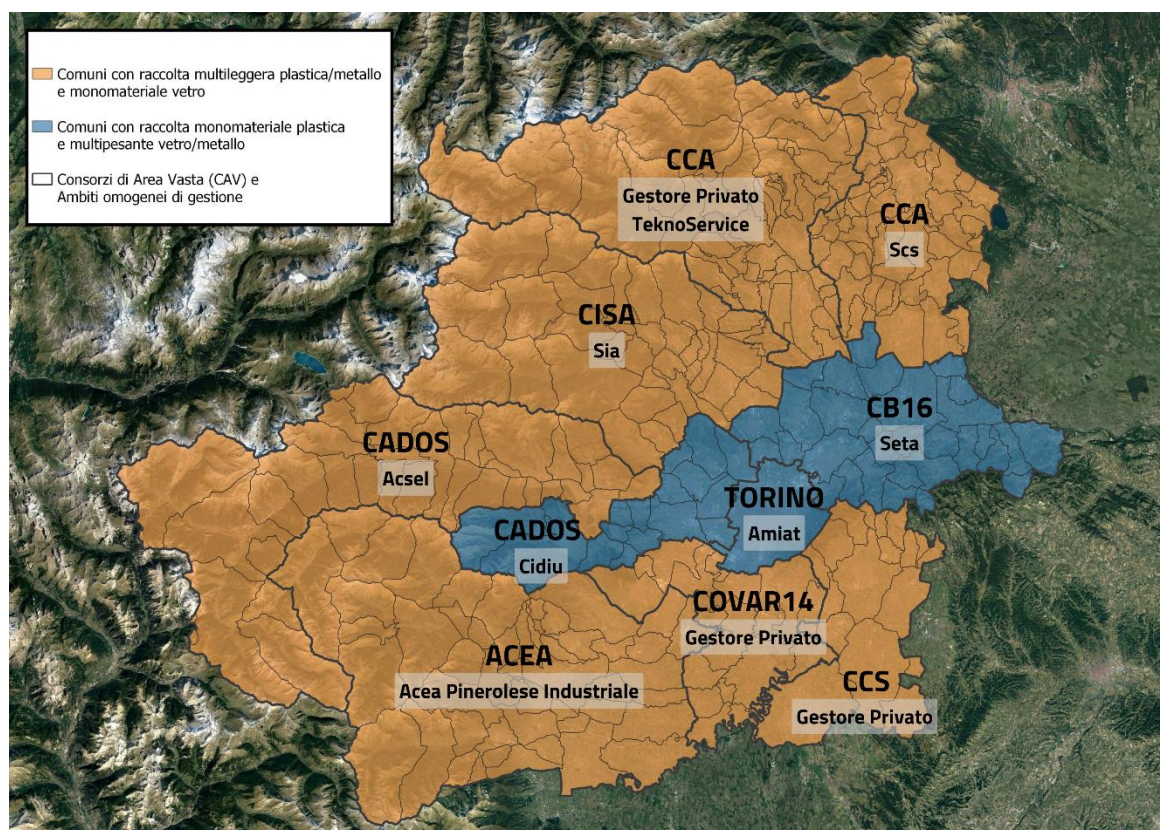 Comuni con raccolta multileggera plastica/metallo
e monomateriale vetro
Comuni con raccolta monomateriale plastica
e multipesante vetro/metallo
Consorzi di Area Vasta (CAV) e
Ambiti omogenei di gestione
CCA
Gestore Privato
TeknoService
CCA
Scs
CISA
Sia
CB16
Seta
CADOS
Acsel
TORINO
Amiat
CADOS
Cidiu
COVAR14
Gestore Privato
ACEA
Acea Pinerolese Industriale
CCS
Gestore Privato